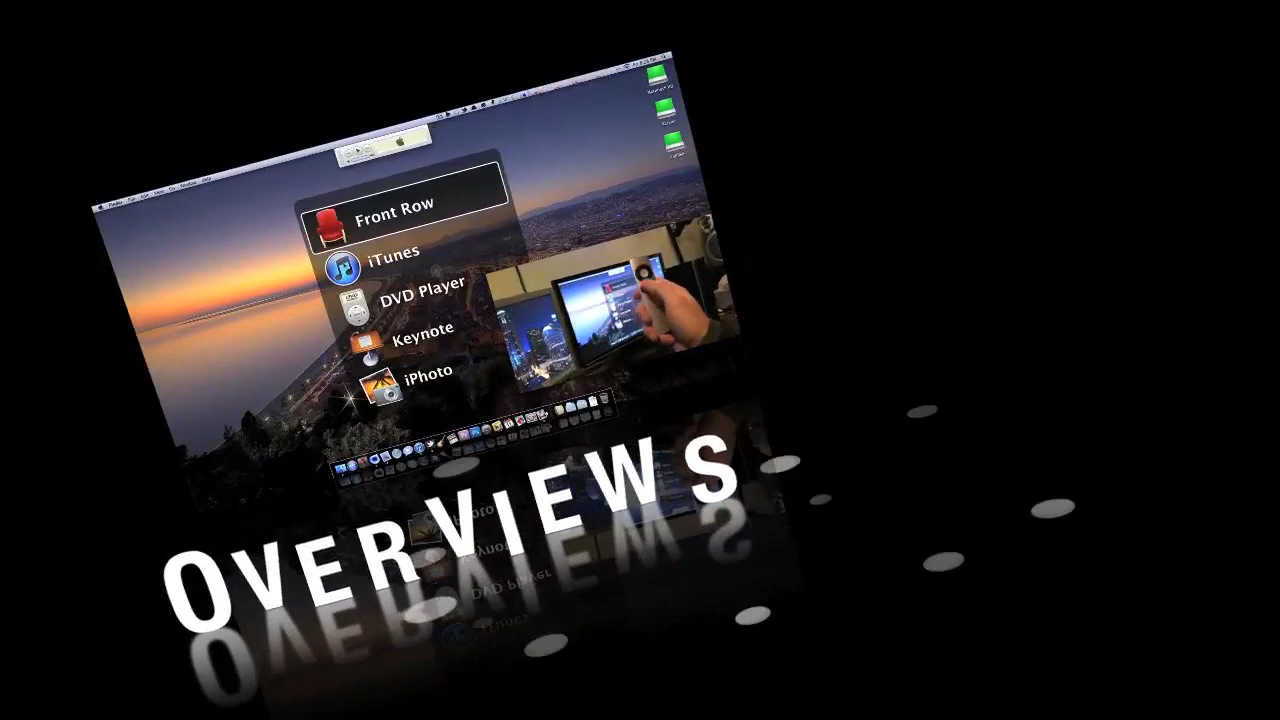 Front Row
iTunes
DVD Player
Keynote
iPhoto
OVERVIEWS